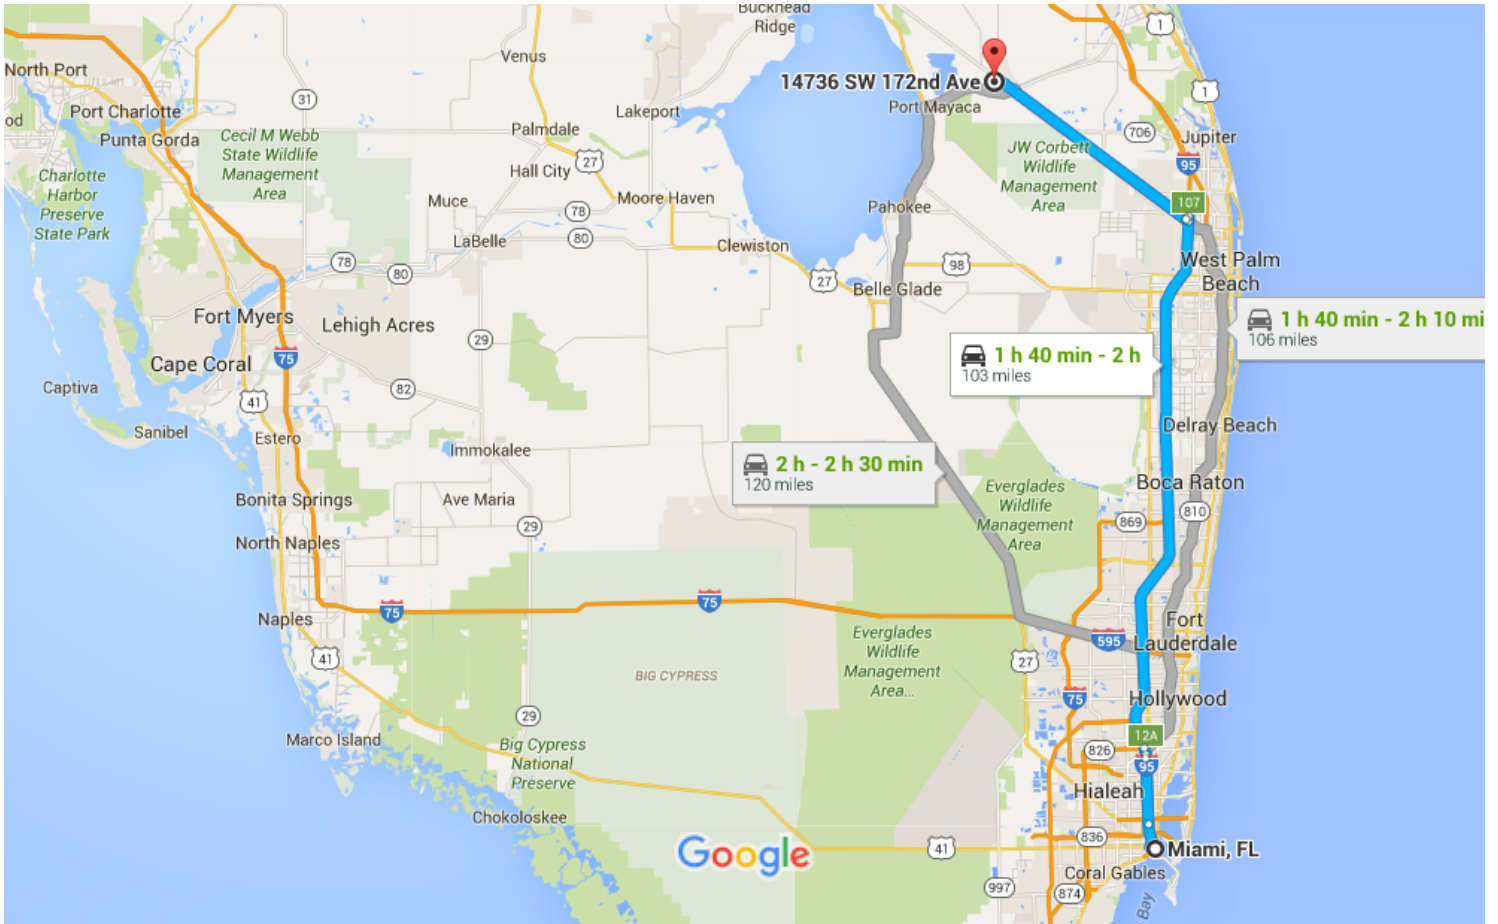 Buckhead
Ridge
1
North Port
Venus
14736 SW 172nd Ave
Port Mayaca
31
Port Charlotte
Lakeport
1
od
Punta Gorda
Cecil M Webb
State Wildlife
Management
Area
Palmdale
706
Jupiter
JW Corbett
Wildlife
Management
Area
27
95
Hall City
Charlotte
Harbor
Preserve
State Park
Muce
Moore Haven
107
78
Pahokee
80
LaBelle
Clewiston
78
80
27
98
West Palm
Beach
Belle Glade
Fort Myers
Lehigh Acres
29
1 h 40 min - 2 h 10 mi
106 miles
1 h 40 min - 2 h
103 miles
75
Cape Coral
Captiva
82
41
Sanibel
Estero
Delray Beach
Immokalee
2 h - 2 h 30 min
120 miles
Boca Raton
Everglades
Wildlife
Management
Area
Bonita Springs
Ave Maria
869
810
29
North Naples
75
75
Naples
Fort
Lauderdale
595
Everglades
Wildlife
Management
Area...
41
27
BIG CYPRESS
75
Hollywood
29
12A
Marco Island
Big Cypress
National
Preserve
826
95
Hialeah
Chokoloskee
836
Google
41
Miami, FL
Coral Gables
997
874
Bay